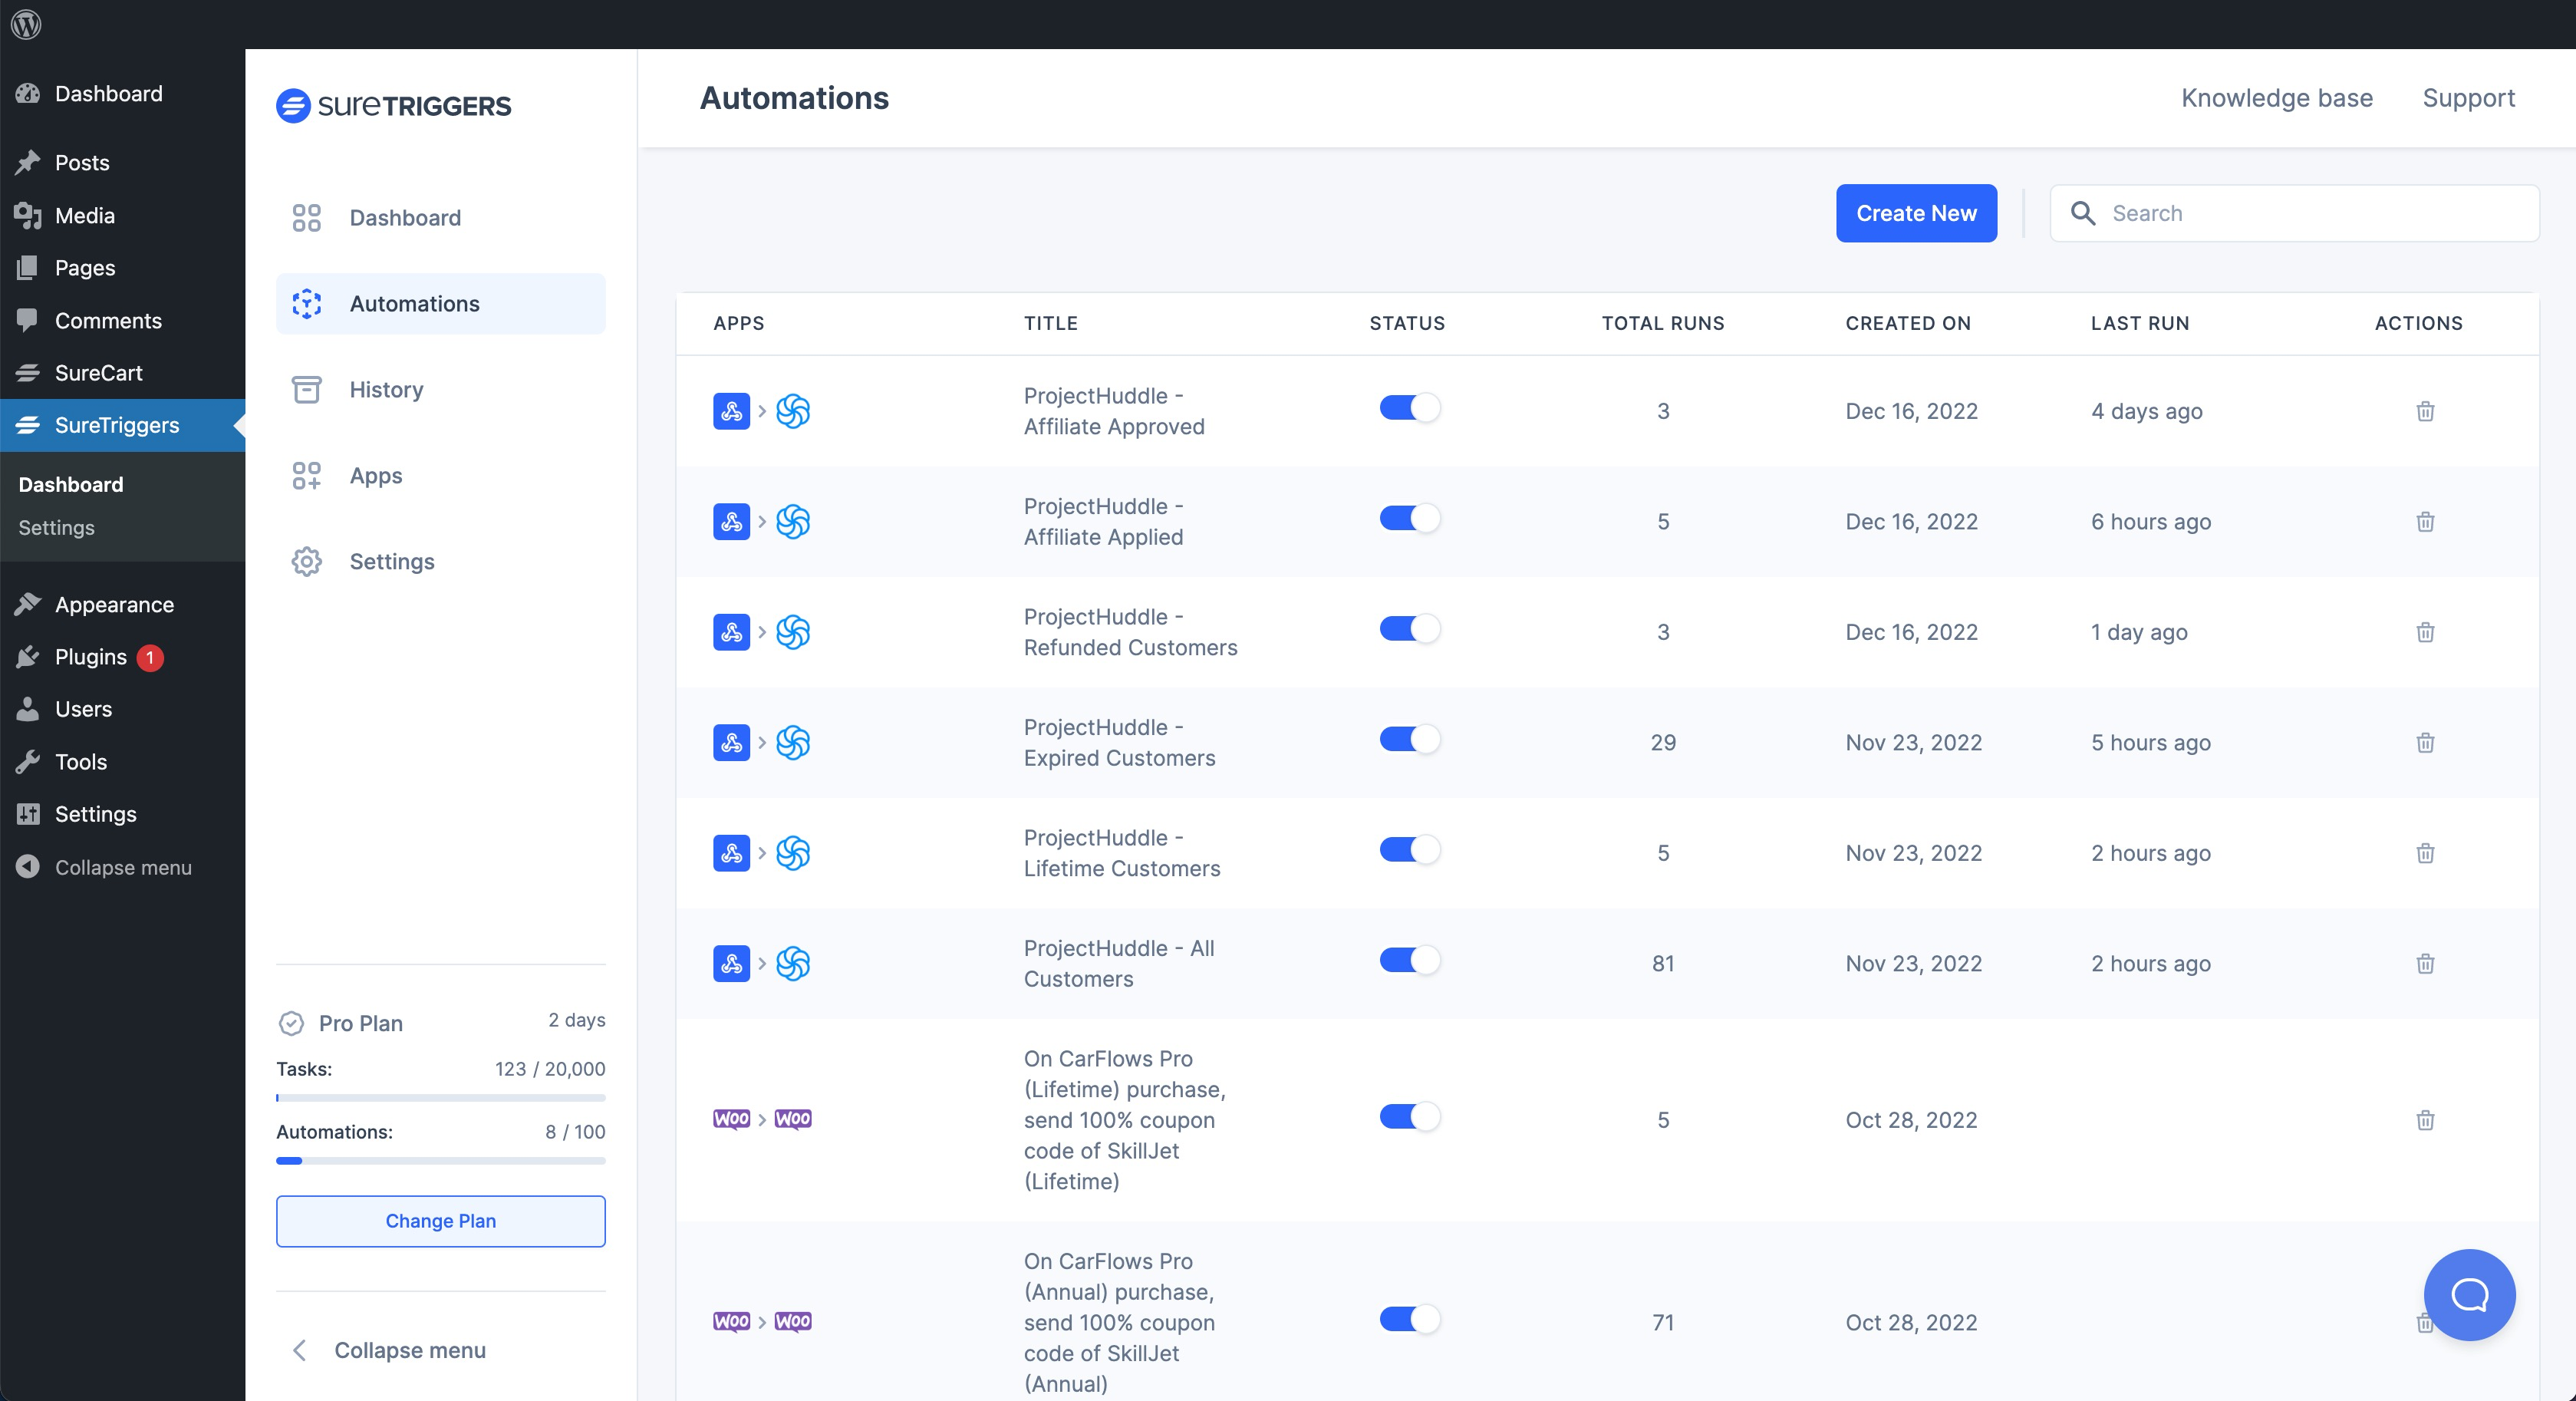 Dashboard
Posts
Media
Pages
Comments
SureCart
SureTriggers
Dashboard
Settings
Appearance
Plugins 1
Users
Tools
Settings
Collapse menu
sureTRIGGERS
Dashboard
Automations
History
Apps
Settings
Pro Plan 2 days
Tasks: 123 / 20,000
Automations: 8 / 100
Change Plan
Collapse menu
Automations
Knowledge base Support
Create New Search
APPS TITLE STATUS TOTAL RUNS CREATED ON LAST RUN ACTIONS
ProjectHuddle -
Affiliate Approved
3 Dec 16, 2022 4 days ago
ProjectHuddle -
Affiliate Applied
5 Dec 16, 2022 6 hours ago
ProjectHuddle -
Refunded Customers
3 Dec 16, 2022 1 day ago
ProjectHuddle -
Expired Customers
29 Nov 23, 2022 5 hours ago
ProjectHuddle -
Lifetime Customers
5 Nov 23, 2022 2 hours ago
ProjectHuddle - All
Customers
81 Nov 23, 2022 2 hours ago
Woo Woo
On CarFlows Pro
(Lifetime) purchase,
send 100% coupon
code of SkillJet
(Lifetime)
5 Oct 28, 2022
Woo Woo
On CarFlows Pro
(Annual) purchase,
send 100% coupon
code of SkillJet
(Annual)
71 Oct 28, 2022